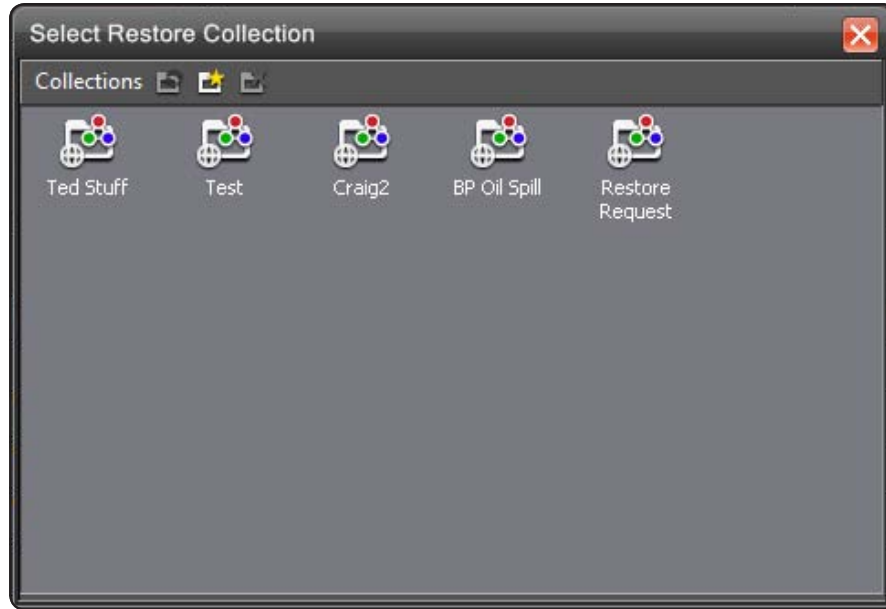 Select Restore Collection
Collections
Ted Stuff
Test
Craig2
BP Oil Spill
Restore
Request